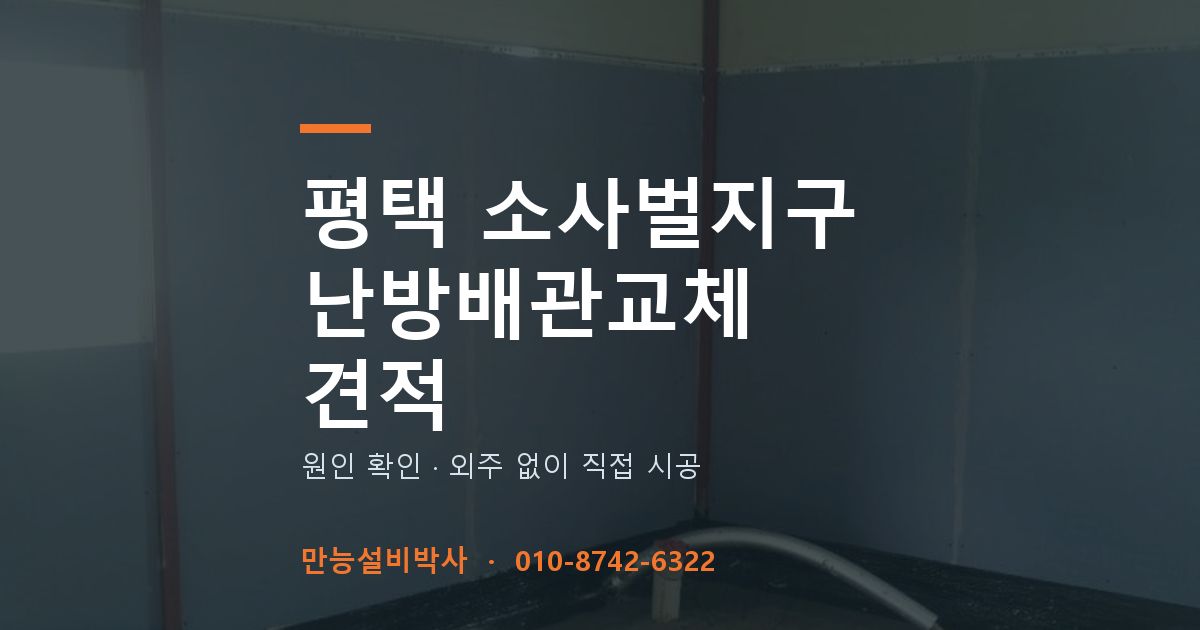 평택 소사벌지구
난방배관교체
견적
원인 확인 · 외주 없이 직접 시공
만능설비박사 · 010-8742-6322